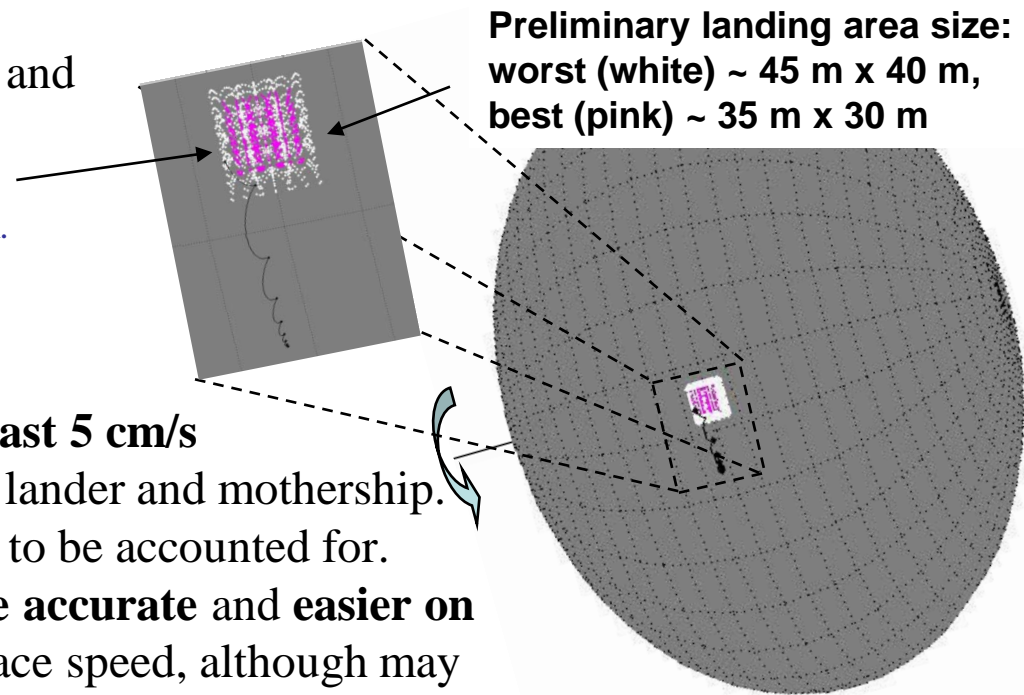 Preliminary landing area size:
worst (white) ~ 45 m x 40 m,
best (pink) ~ 35 m x 30 m
and
ast 5 cm/s
lander and mothership.
to be accounted for.
e accurate and easier on
ace speed, although may